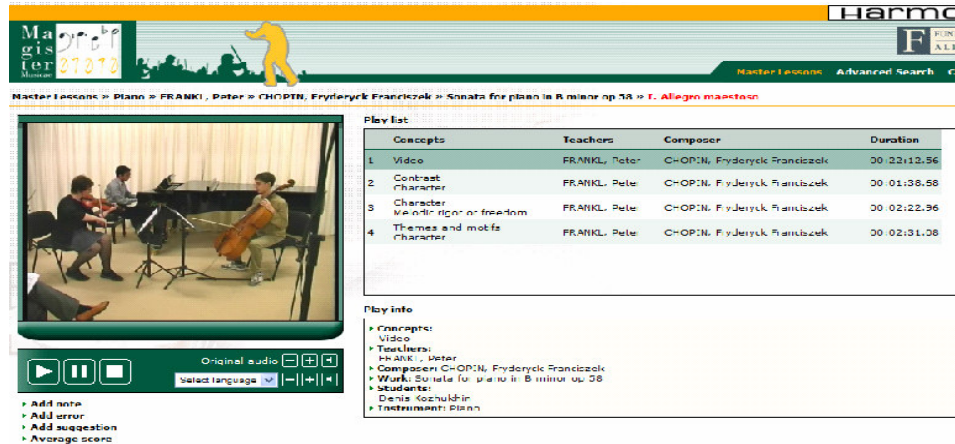 Harmo
Ma
gis
ter
Musicae
FUN
ALB
Master Lessons Advanced Search C
Master Lessons » Piano » FRANKL, Peter » CHOPIN, Fryderyck Franciszek » Sonata for piano in B minor op 58 » I. Allegro maestoso
Play list
Concepts Teachers Composer Duration
1 Video FRANKL, Peter CHOPIN, Fryderyck Franciszek 00:22:12.56
2 Contrast
Character FRANKL, Peter CHOPIN, Fryderyck Franciszek 00:01:38.68
3 Character
Melodic rigor or freedom FRANKL, Peter CHOPIN, Fryderyck Franciszek 00:02:22.96
4 Themes and motifs
Character FRANKL, Peter CHOPIN, Fryderyck Franciszek 00:02:31.08
Play info
Concepts:
Video
Teachers:
FRANKL, Peter
Composer: CHOPIN, Fryderyck Franciszek
Work: Sonata for piano in B minor op 58
Students:
Denis Kozhukhin
Instrument: Piano
Original audio
Select language
Add note
Add error
Add suggestion
Average score